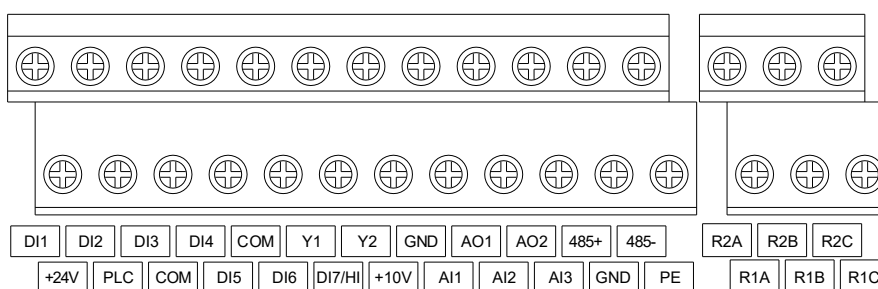 DI1 DI2 DI3 DI4 COM Y1 Y2 GND AO1 AO2 485+ 485- R2A R2B R2C
+24V PLC COM DI5 DI6 DI7/HI +10V AI1 AI2 AI3 GND PE R1A R1B R1C